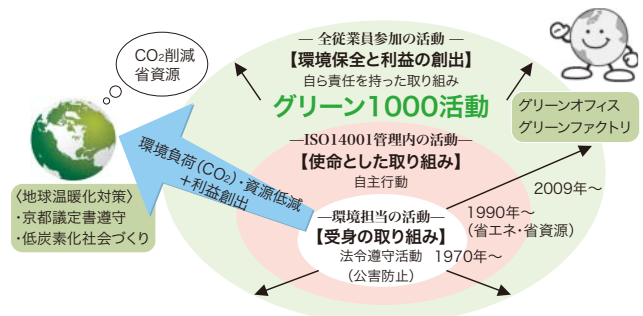 CO₂削減
省資源
― 全従業員参加の活動 ―
【環境保全と利益の創出】
自ら責任を持った取り組み
グリーン1000活動
グリーンオフィス
グリーンファクトリ
―ISO14001管理内の活動―
【使命とした取り組み】
自主行動
環境負荷(CO₂)・資源低減
+利益創出
〈地球温暖化対策〉
・京都議定書遵守
・低炭素化社会づくり
2009年～
1990年～
(省エネ・省資源)
―環境担当の活動―
【受身の取り組み】
法令遵守活動
(公害防止)
1970年～